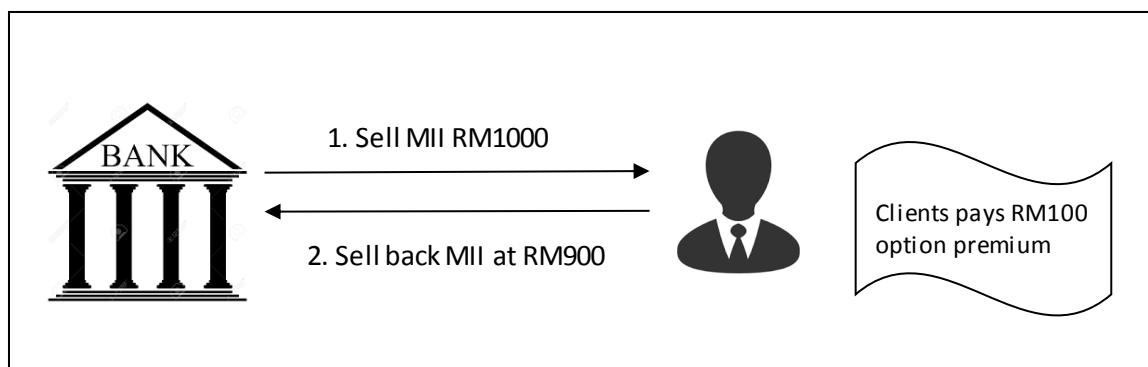 BANK
1. Sell MII RM1000
2. Sell back MII at RM900
Clients pays RM100
option premium